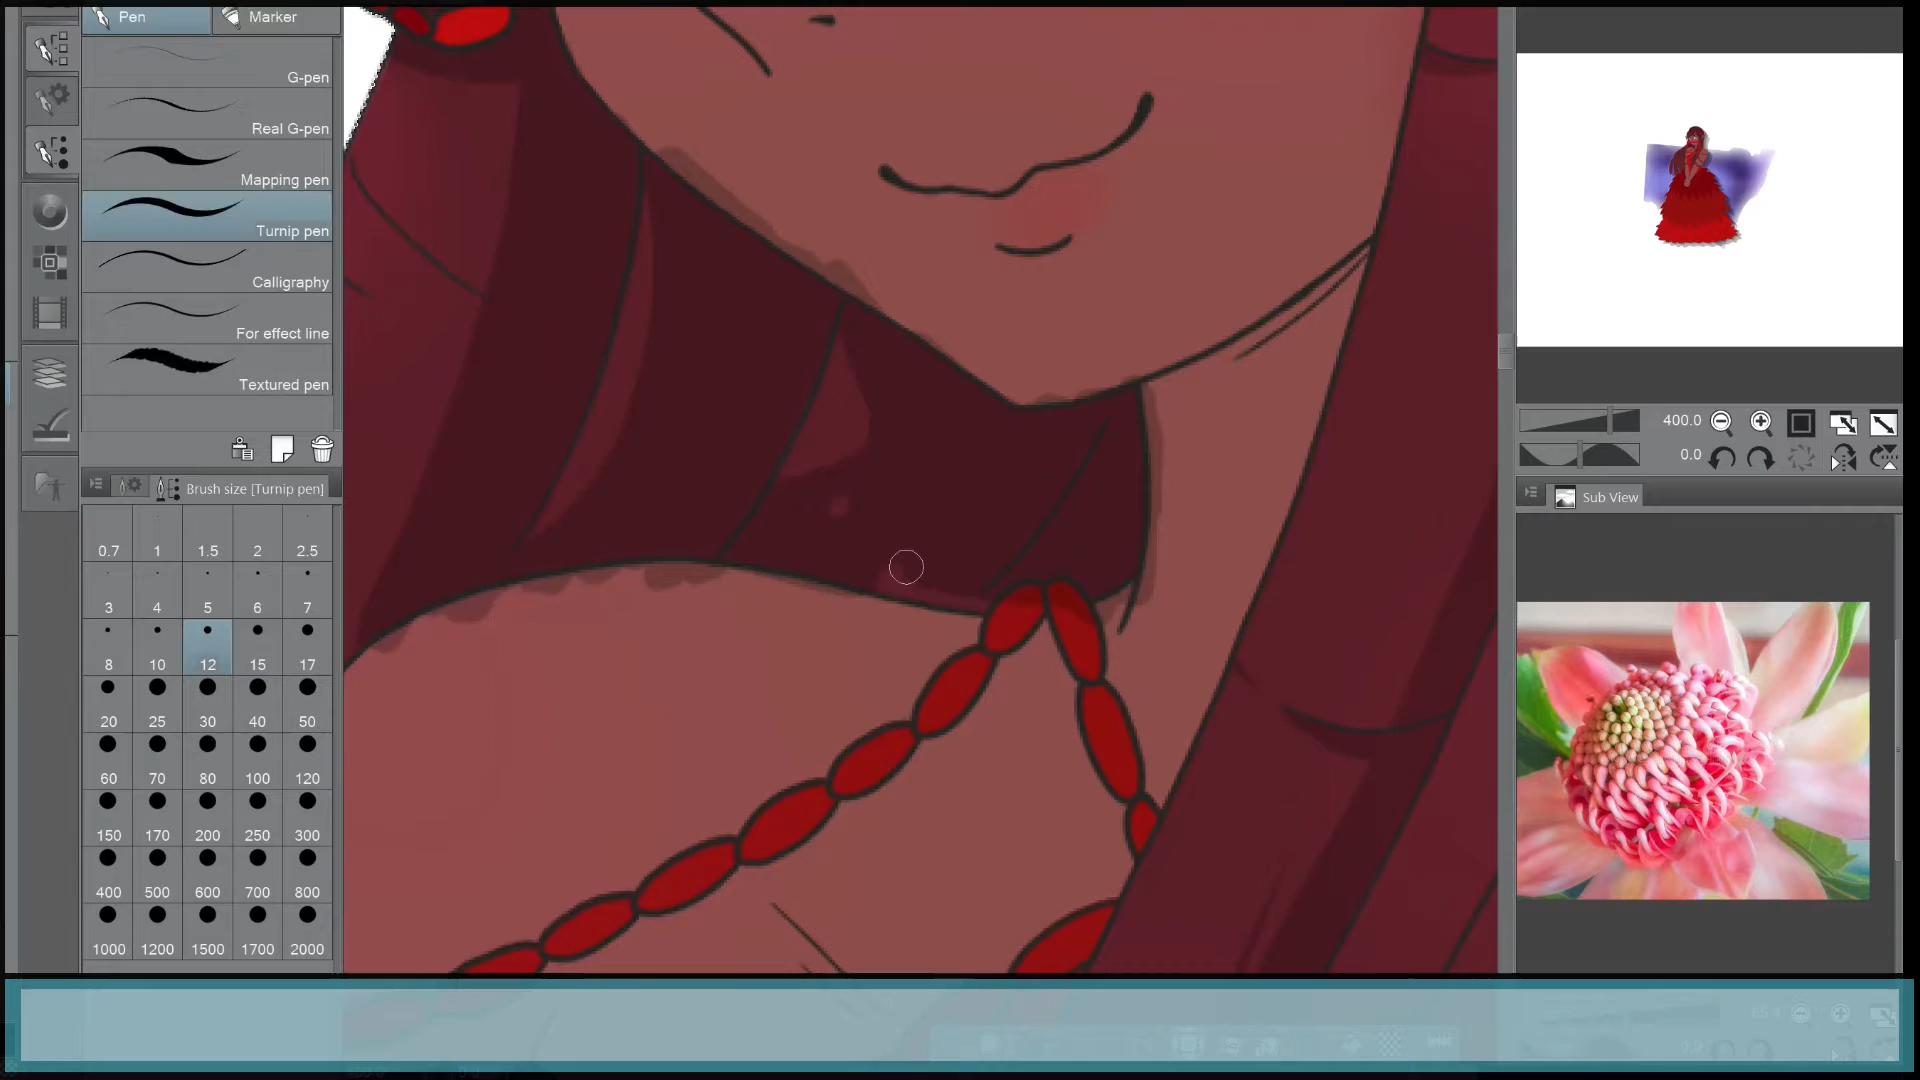 Pen
Marker
G-pen
Real G-pen
Mapping pen
Turnip pen
Calligraphy
For effect line
Textured pen
Brush size [Turnip pen]
0.7 1 1.5 2 2.5
3 4 5 6 7
8 10 12 15 17
20 25 30 40 50
60 70 80 100 120
150 170 200 250 300
400 500 600 700 800
1000 1200 1500 1700 2000
400.0
0.0
Sub View